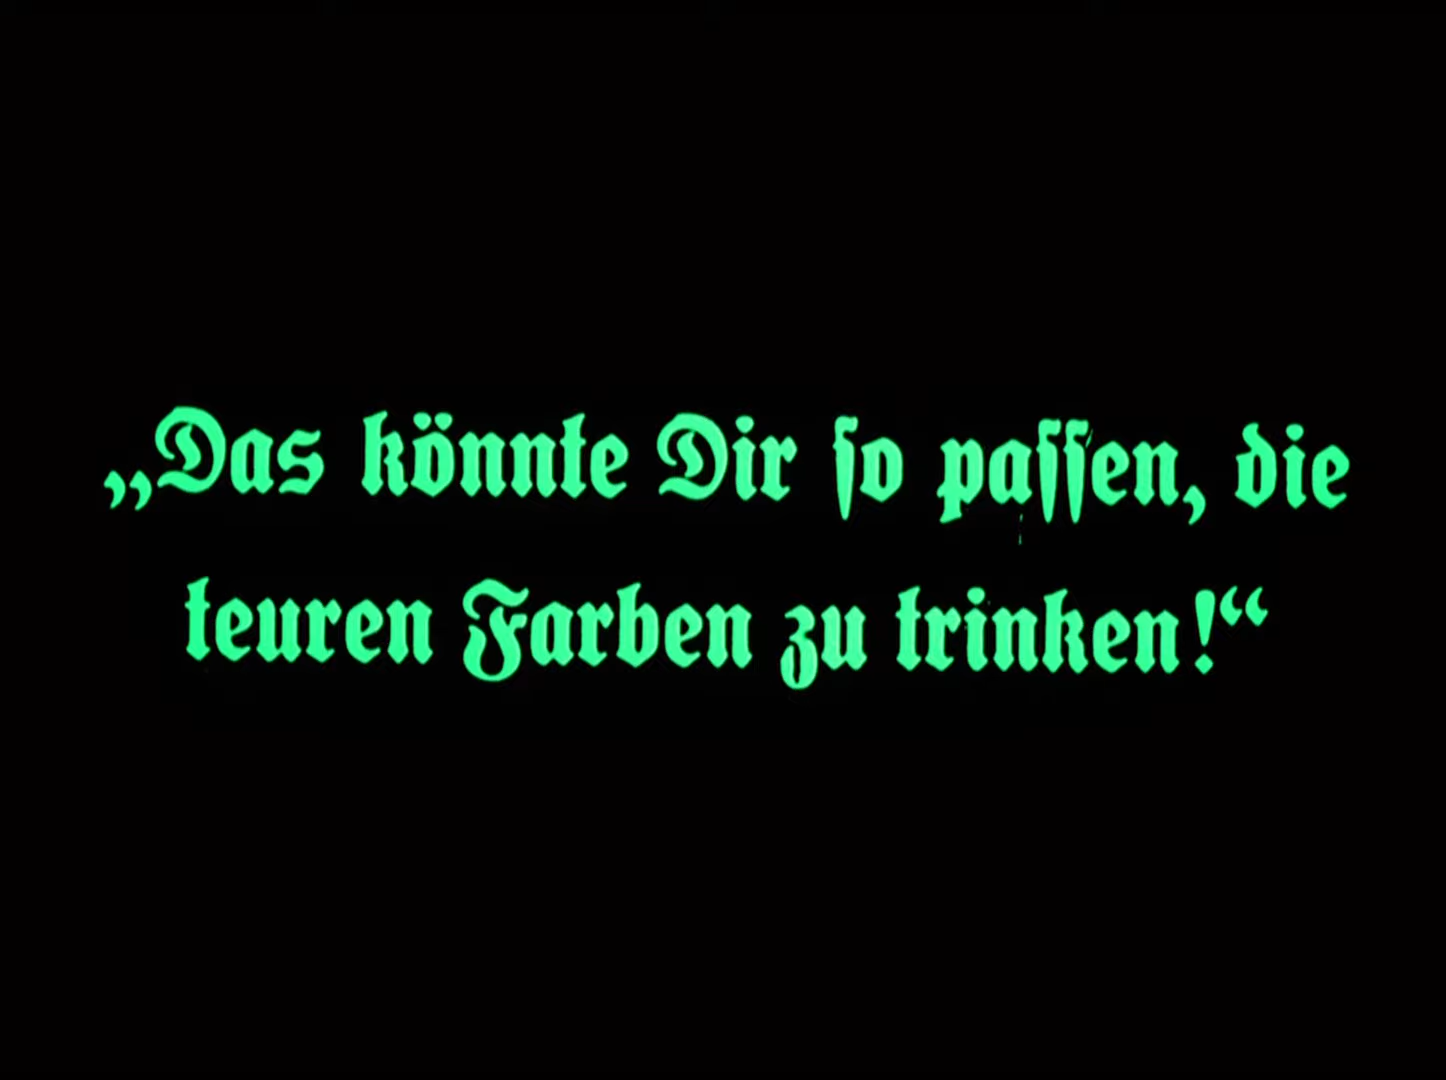 „Das könnte Dir ſo paſſen, die
teuren Farben zu trinken!“